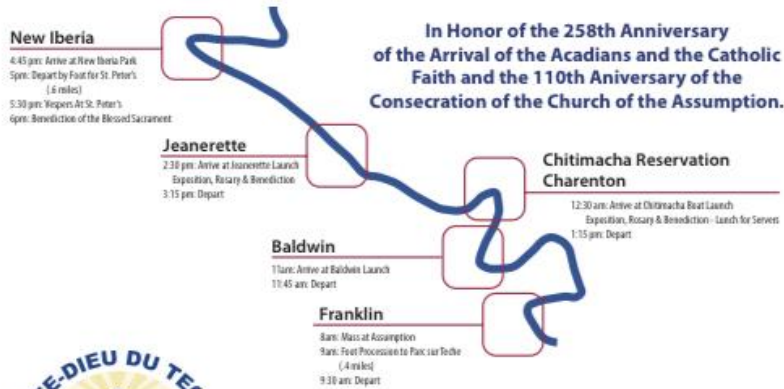 In Honor of the 258th Anniversary
of the Arrival of the Acadians and the Catholic
Faith and the 110th Aniversary of the
Consecration of the Church of the Assumption.
New Iberia
4:45 pm: Arrive at New Iberia Park
5pm: Depart by Foot for St. Peter's
(.6 miles)
5:30 pm: Vespers At St. Peter's
6pm: Benediction of the Blessed Sacrament
Jeanerette
2:30 pm: Arrive at Jeanerette Launch
Exposition, Rosary & Benediction
3:15 pm: Depart
Chitimacha Reservation
Charenton
12:30 am: Arrive at Chitimacha Boat Launch
Exposition, Rosary & Benediction - Lunch for Servers
1:15 pm: Depart
Baldwin
11am: Arrive at Baldwin Launch
11:45 am: Depart
Franklin
8am: Mass at Assumption
9am: Foot Procession to Parc sur Teche
(.4 miles)
9:30 am: Depart
E-DIEU DU TEC